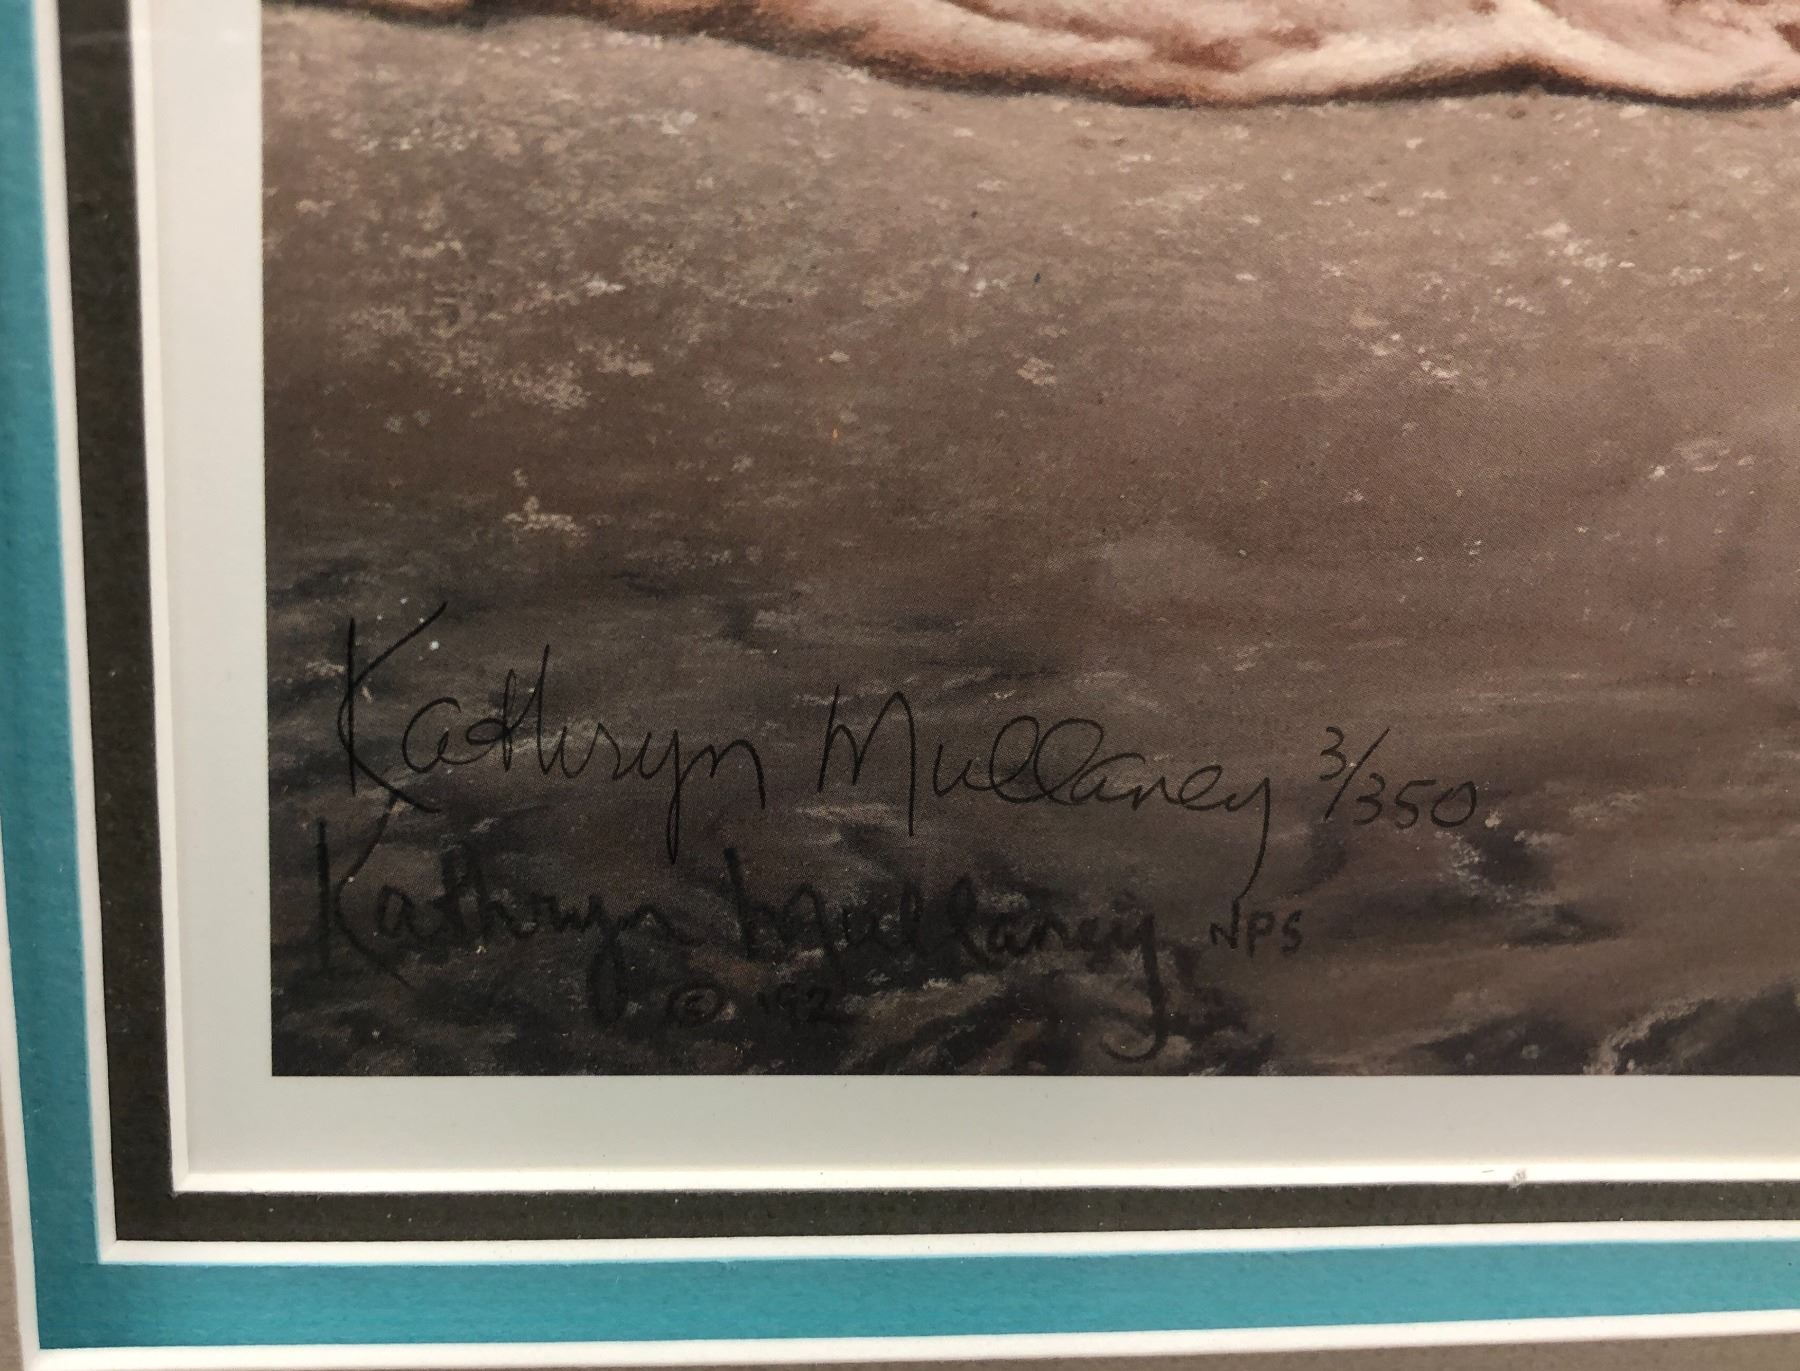 Kathryn Mullaney 3/350
Kathryn Mullaney NPS
© '92